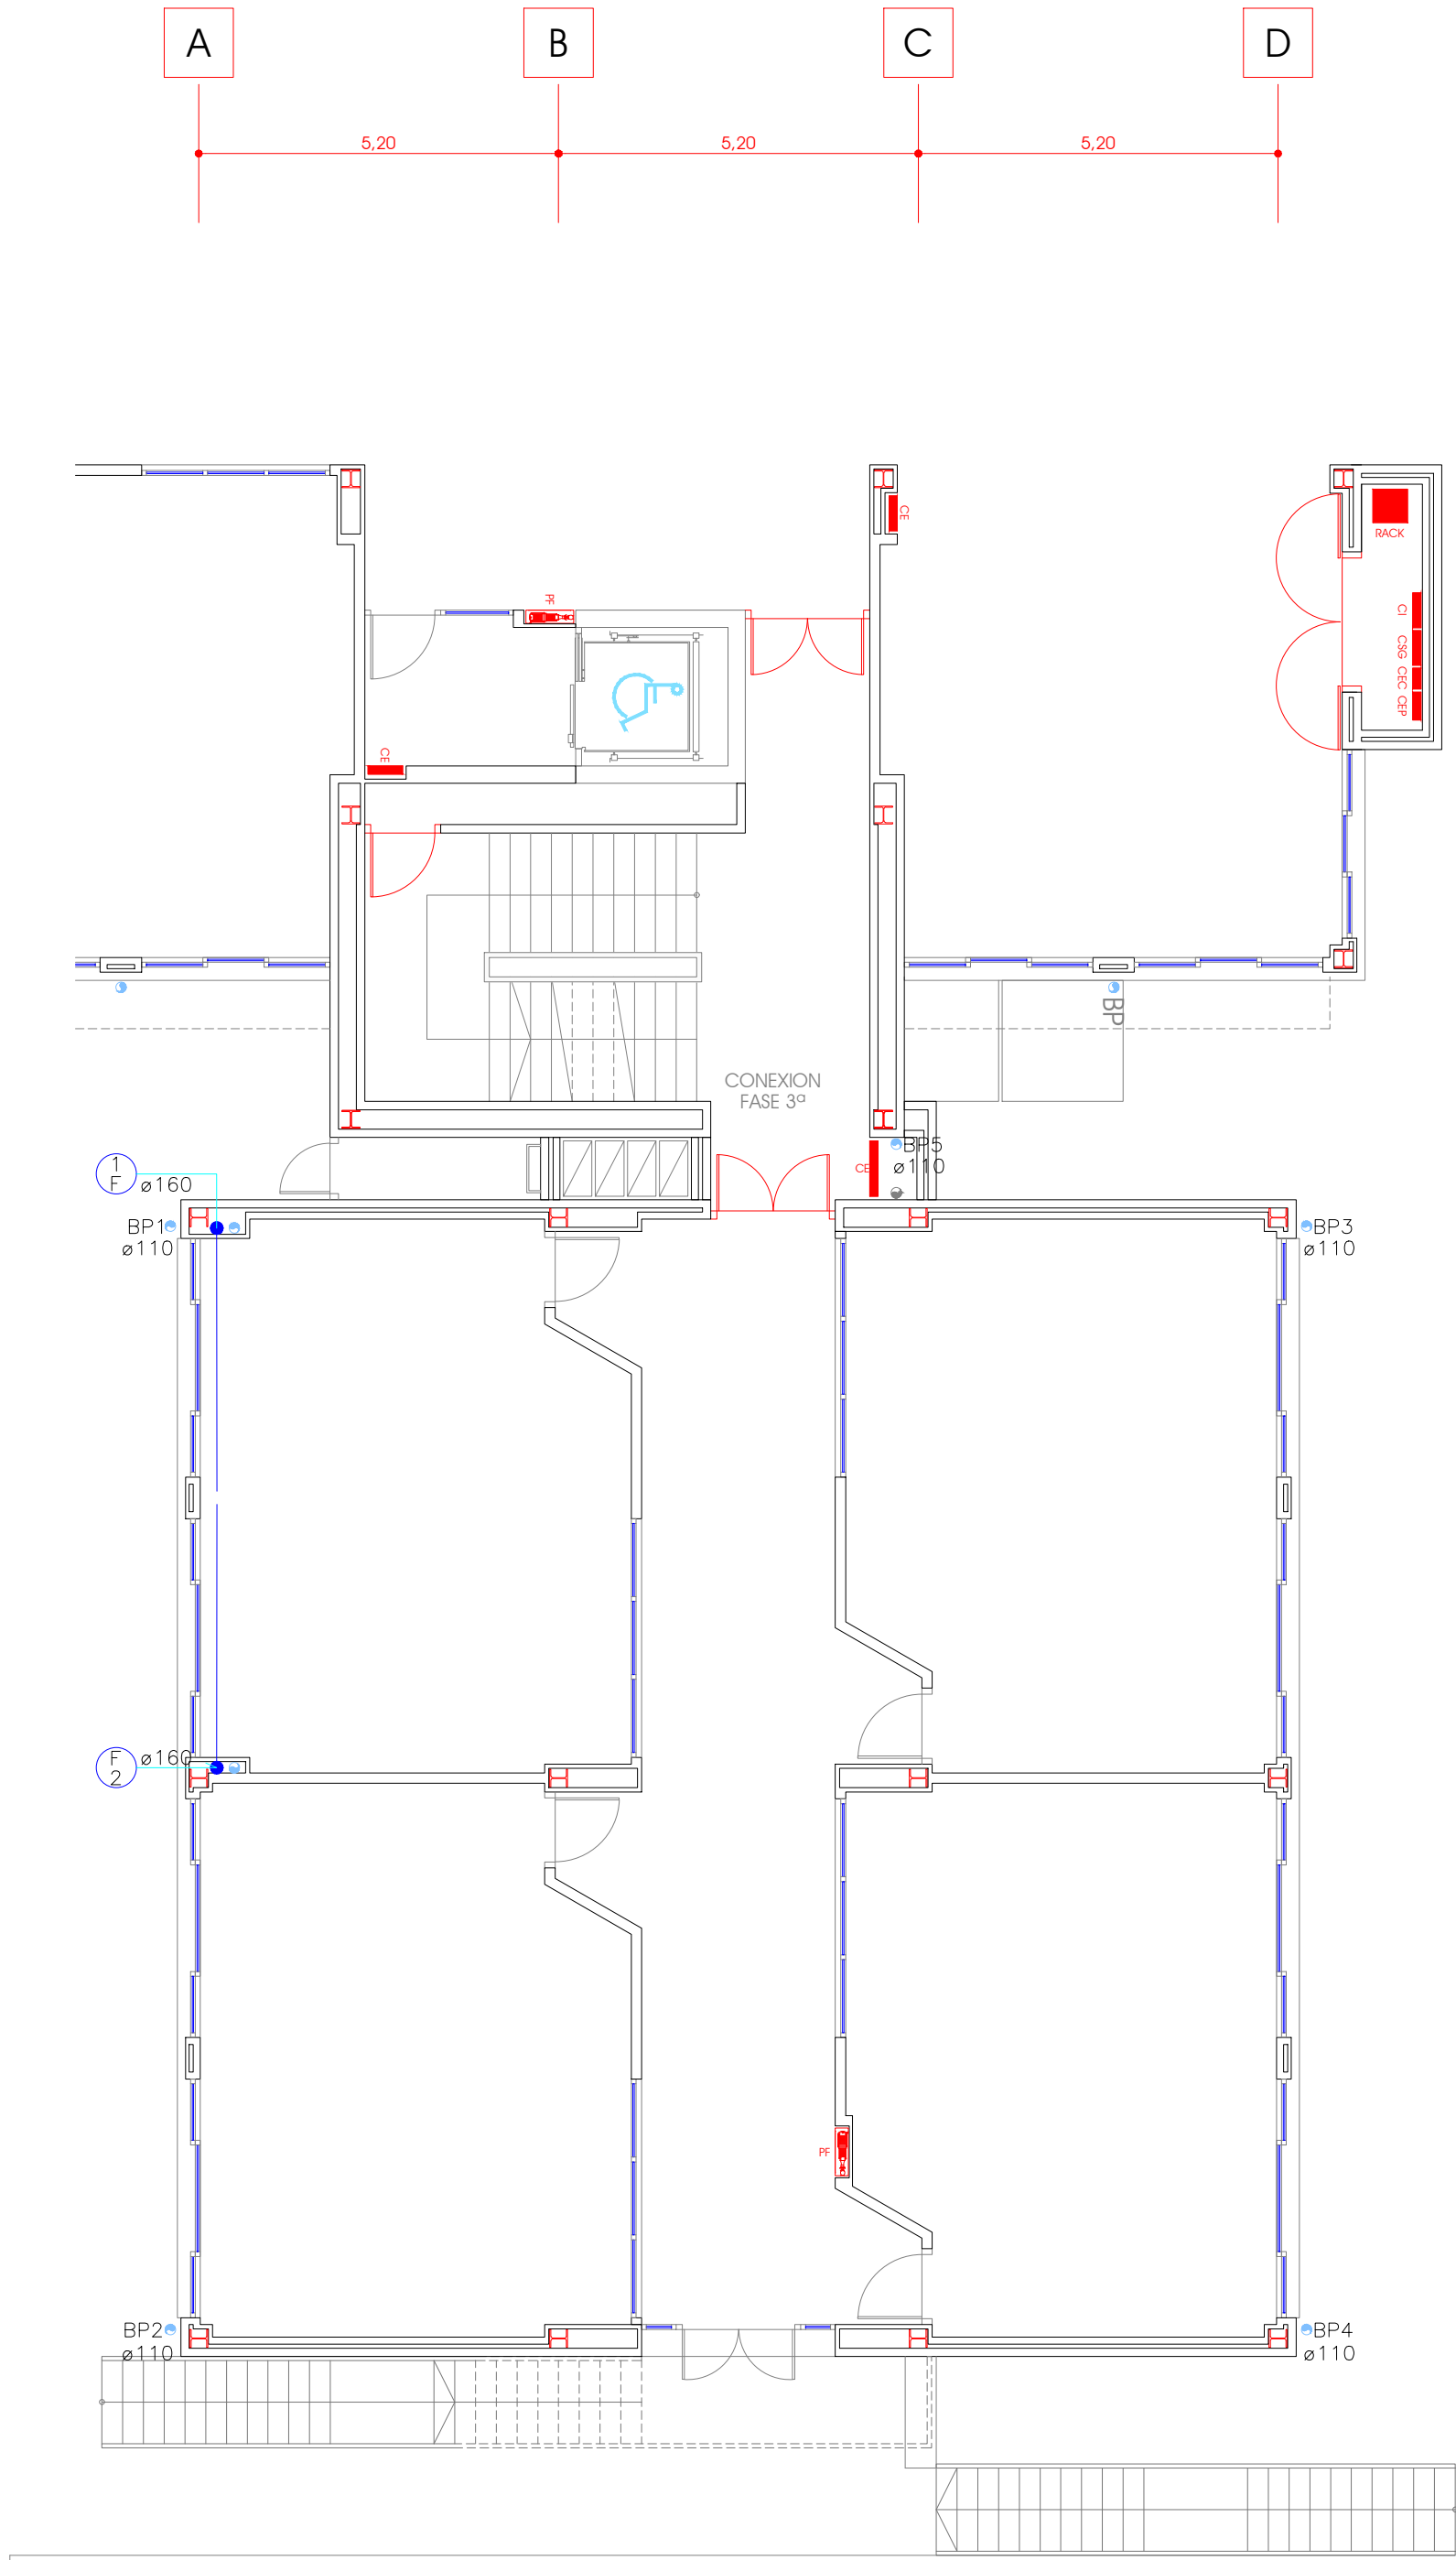 A
B
C
D
5,20
5,20
5,20
CE
RACK
PF
CI
CSG
CEC
CEP
CE
BP
CONEXION
FASE 3ª
BP5
ø110
CE
1
F
ø160
BP1
ø110
BP3
ø110
F
2
ø160
PF
BP2
ø110
BP4
ø110